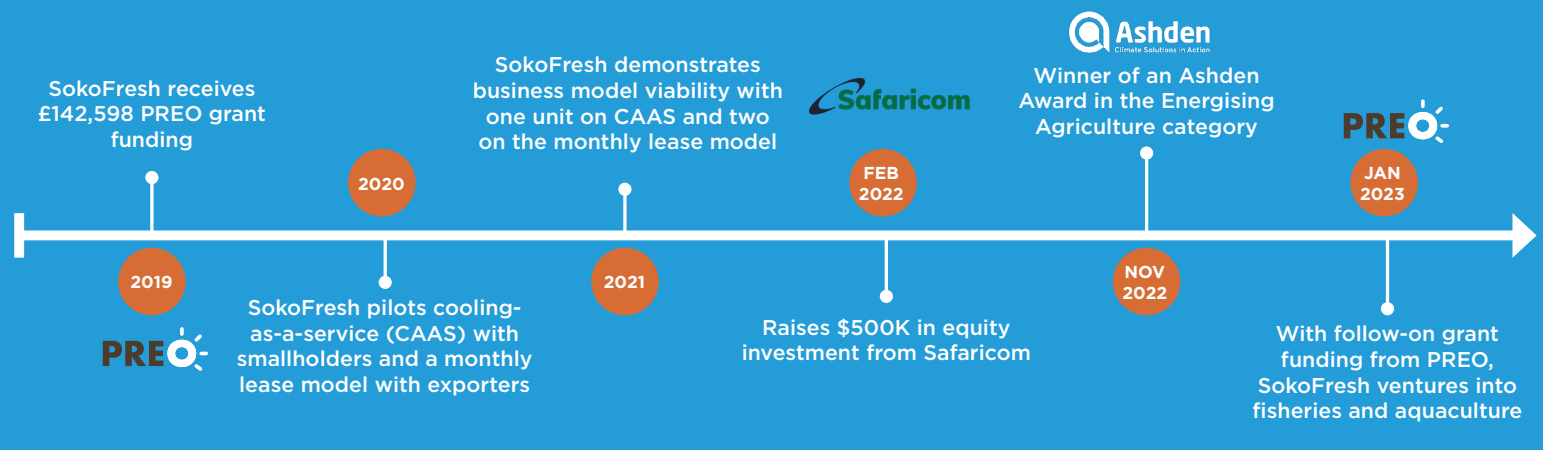 SokoFresh receives
£142,598 PREO grant
funding
2019
PREO
2020
SokoFresh pilots cooling-
as-a-service (CAAS) with
smallholders and a monthly
lease model with exporters
SokoFresh demonstrates
business model viability with
one unit on CAAS and two
on the monthly lease model
2021
Safaricom
FEB
2022
Raises $500K in equity
investment from Safaricom
Ashden
Climate Solutions in Action
Winner of an Ashden
Award in the Energising
Agriculture category
NOV
2022
PREO
JAN
2023
With follow-on grant
funding from PREO,
SokoFresh ventures into
fisheries and aquaculture